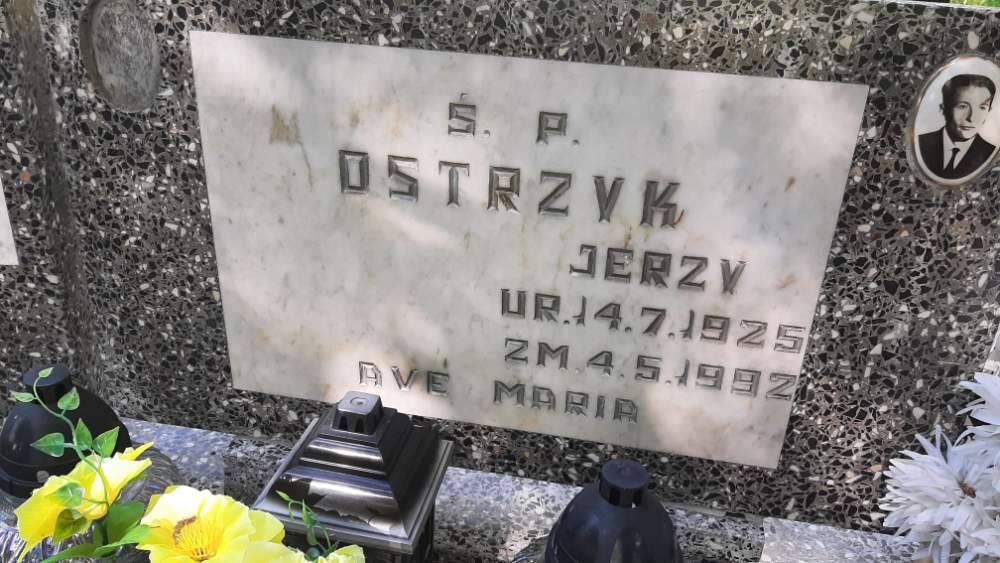 Ś. P.
OSTRZYK
JERZY
UR.14.7.1925
ZM.4.5.1992
AVE MARIA